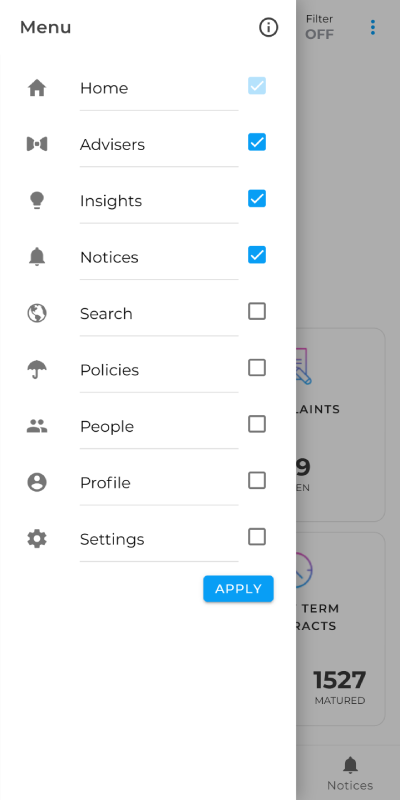 Menu
Filter
OFF
Home
Advisers
Insights
Notices
Search
Policies
People
Profile
Settings
APPLY
LAINTS
9
EN
TERM
RACTS
1527
MATURED
Notices